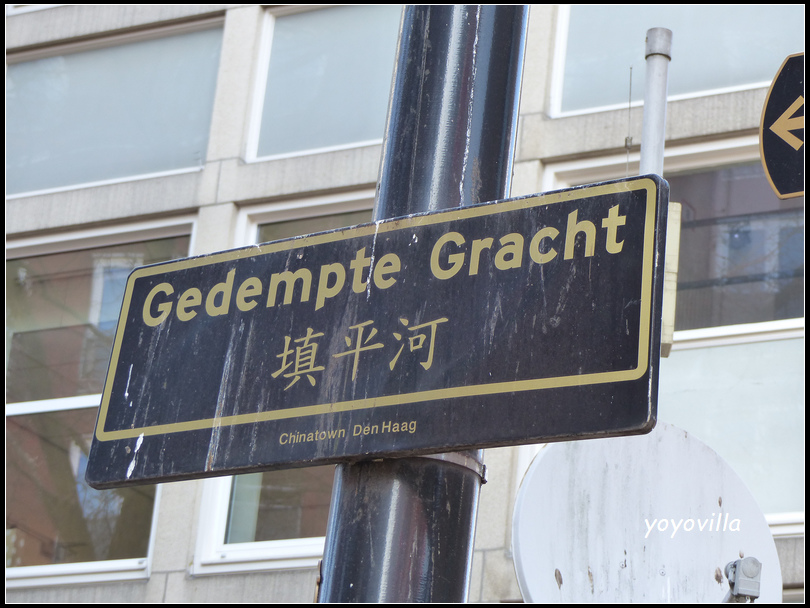 Gedempte Gracht
填平河
Chinatown Den Haag
yoyovilla